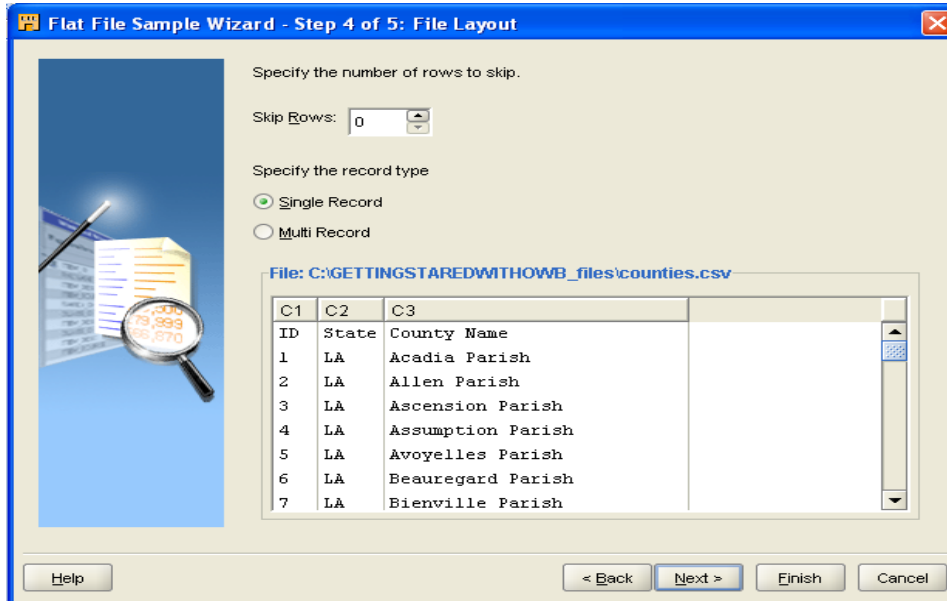 Flat File Sample Wizard - Step 4 of 5: File Layout
Specify the number of rows to skip.
Skip Rows: 0
Specify the record type
Single Record
Multi Record
File: C:\GETTINGSTAREDWITHOWB_files\counties.csv
C1 C2 C3
ID State County Name
1 LA Acadia Parish
2 LA Allen Parish
3 LA Ascension Parish
4 LA Assumption Parish
5 LA Avoyelles Parish
6 LA Beauregard Parish
7 LA Bienville Parish
Help < Back Next > Finish Cancel